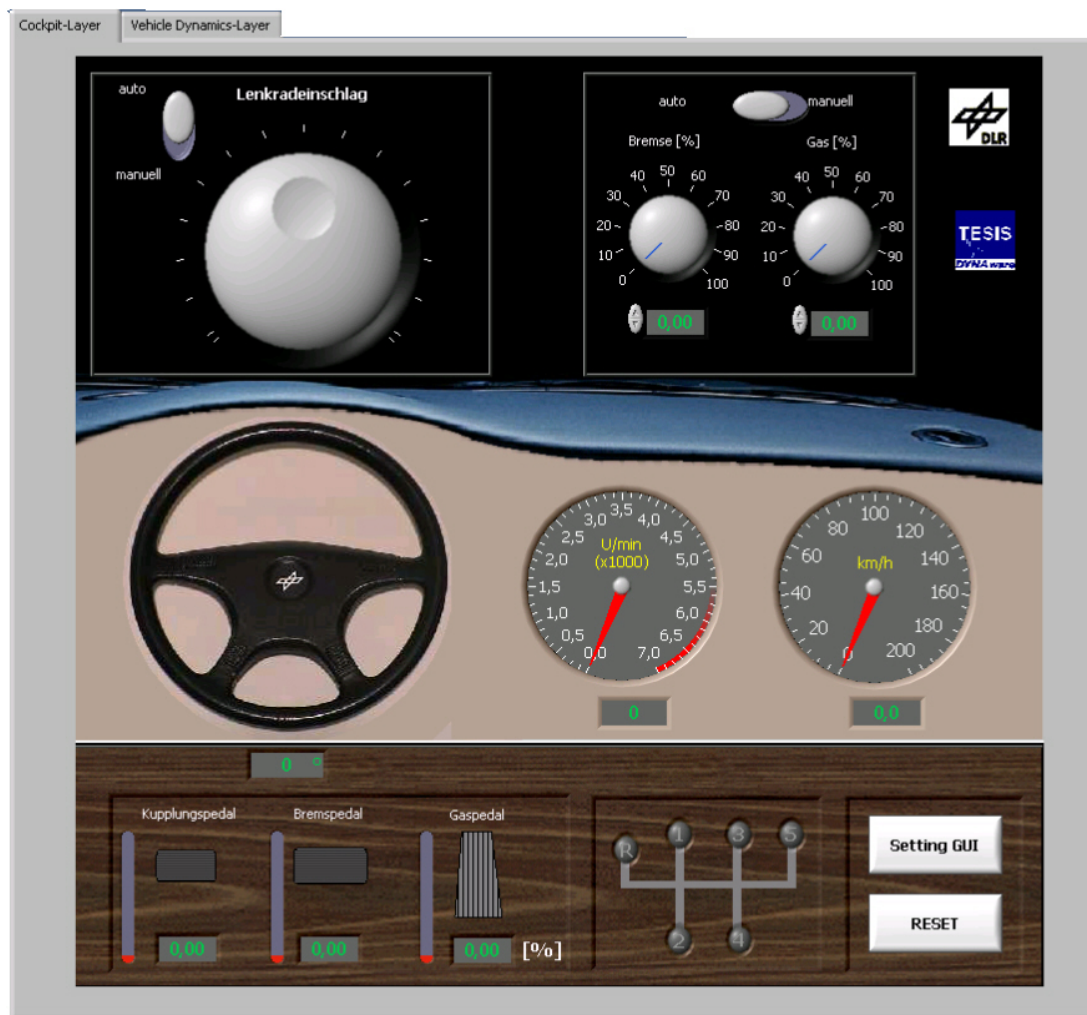 Cockpit-Layer
Vehicle Dynamics-Layer
auto
Lenkradeinschlag
manuell
auto
manuell
Bremse [%]
Gas [%]
0
10
20
30
40
50
60
70
80
90
100
0
10
20
30
40
50
60
70
80
90
100
0,00
0,00
DLR
TESIS
DYNAware
U/min
(x1000)
0,0
0,5
1,0
1,5
2,0
2,5
3,0
3,5
4,0
4,5
5,0
5,5
6,0
6,5
7,0
0
km/h
0
20
40
60
80
100
120
140
160
180
200
0,0
0 °
Kupplungspedal
Bremspedal
Gaspedal
0,00
0,00
0,00 [%]
R
1
3
5
2
4
Setting GUI
RESET